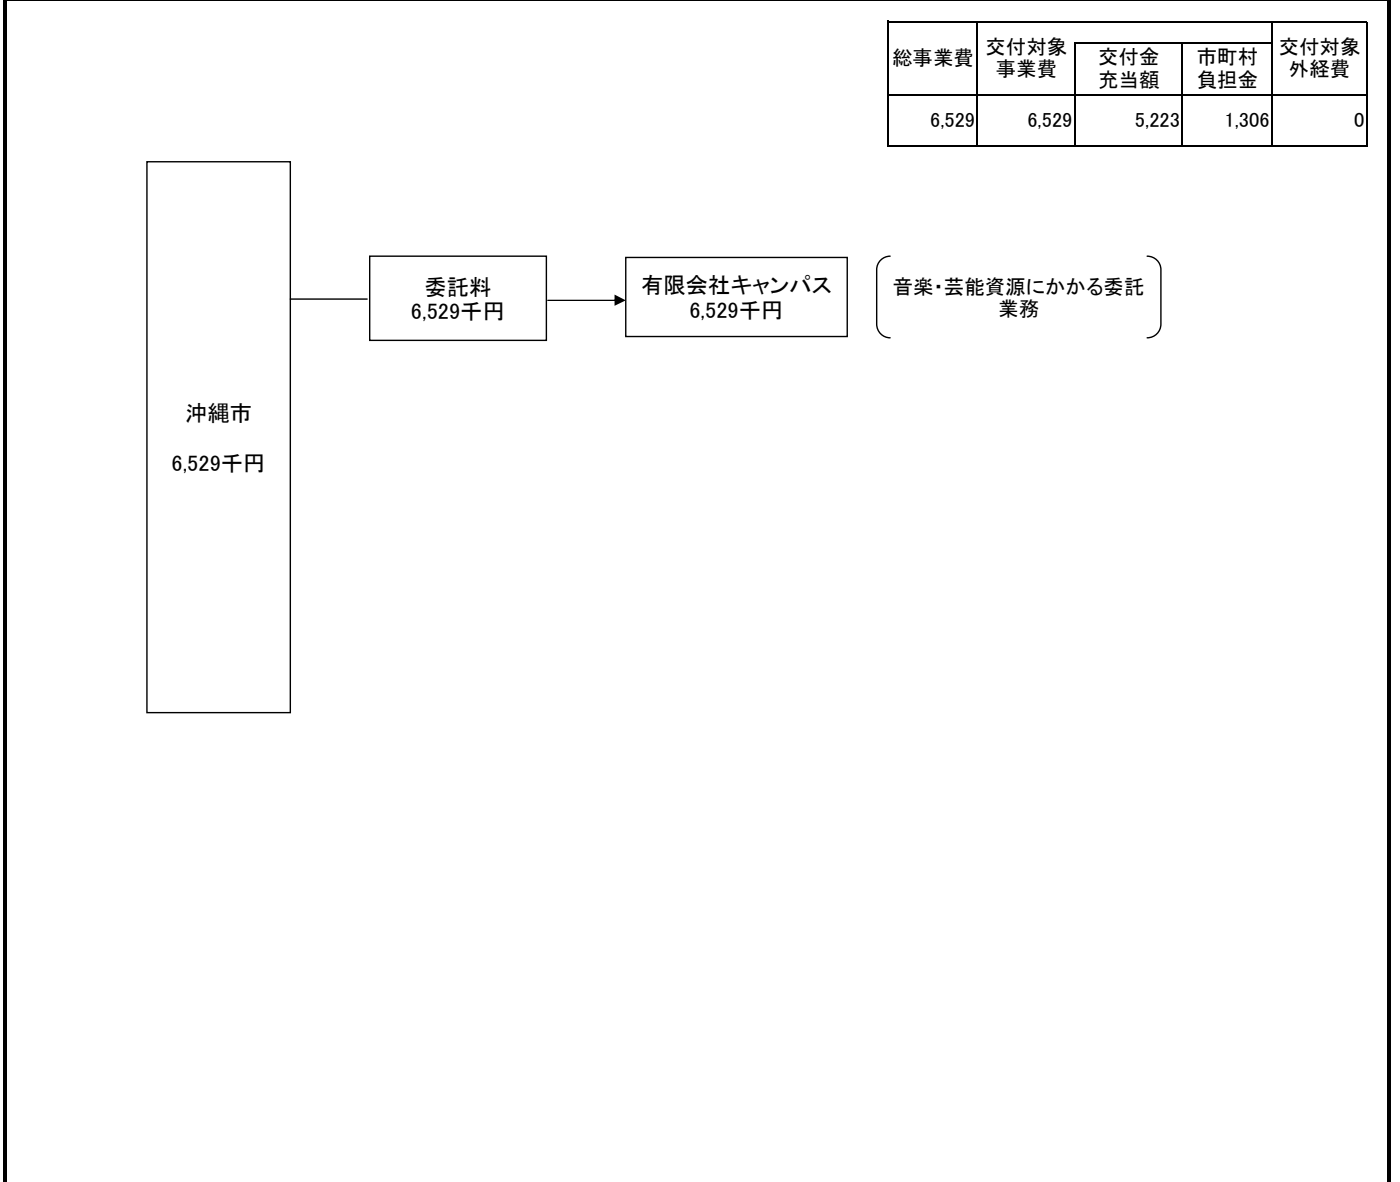 総事業費
交付対象
事業費
交付金
充当額
市町村
負担金
交付対象
外経費
6,529
6,529
5,223
1,306
0
委託料
6,529千円
有限会社キャンパス
6,529千円
音楽・芸能資源にかかる委託
業務
沖縄市
6,529千円